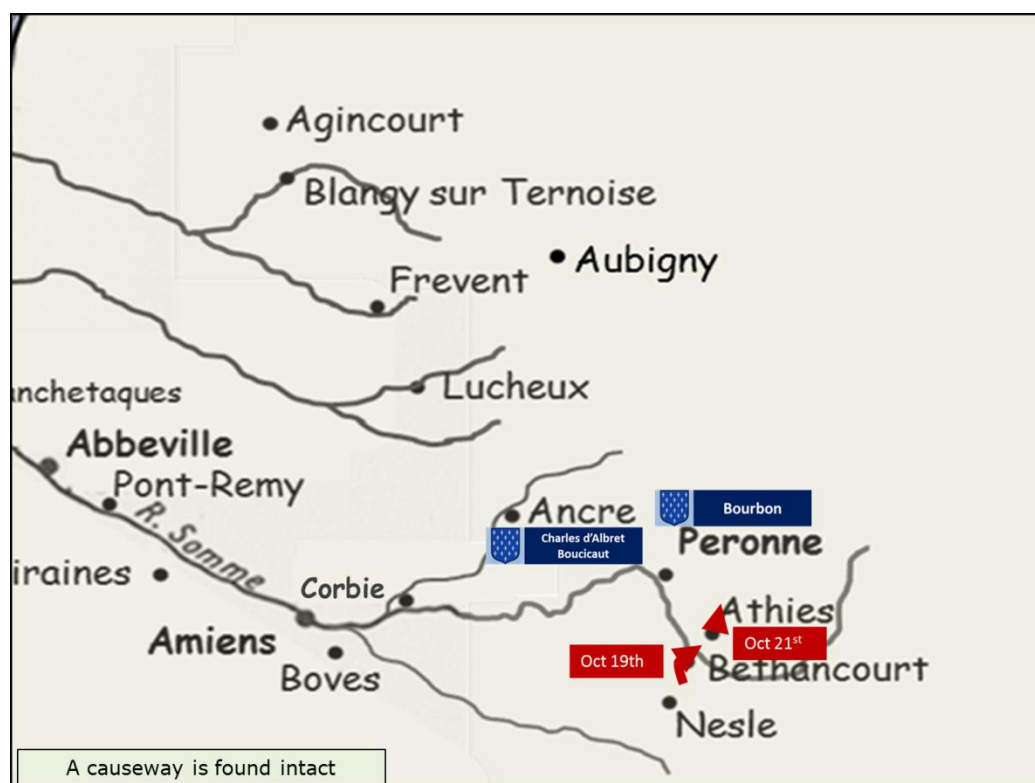 Agincourt
Blangy sur Ternoise
Aubigny
Frevent
Lucheux
nchetaques
Abbeville
Pont-Remy
R. Somme
Ancre
Bourbon
Charles d'Albret
Boucicaut
Peronne
iraines
Corbie
Athies
Amiens
Oct 21st
Oct 19th
Bethancourt
Boves
Nesle
A causeway is found intact